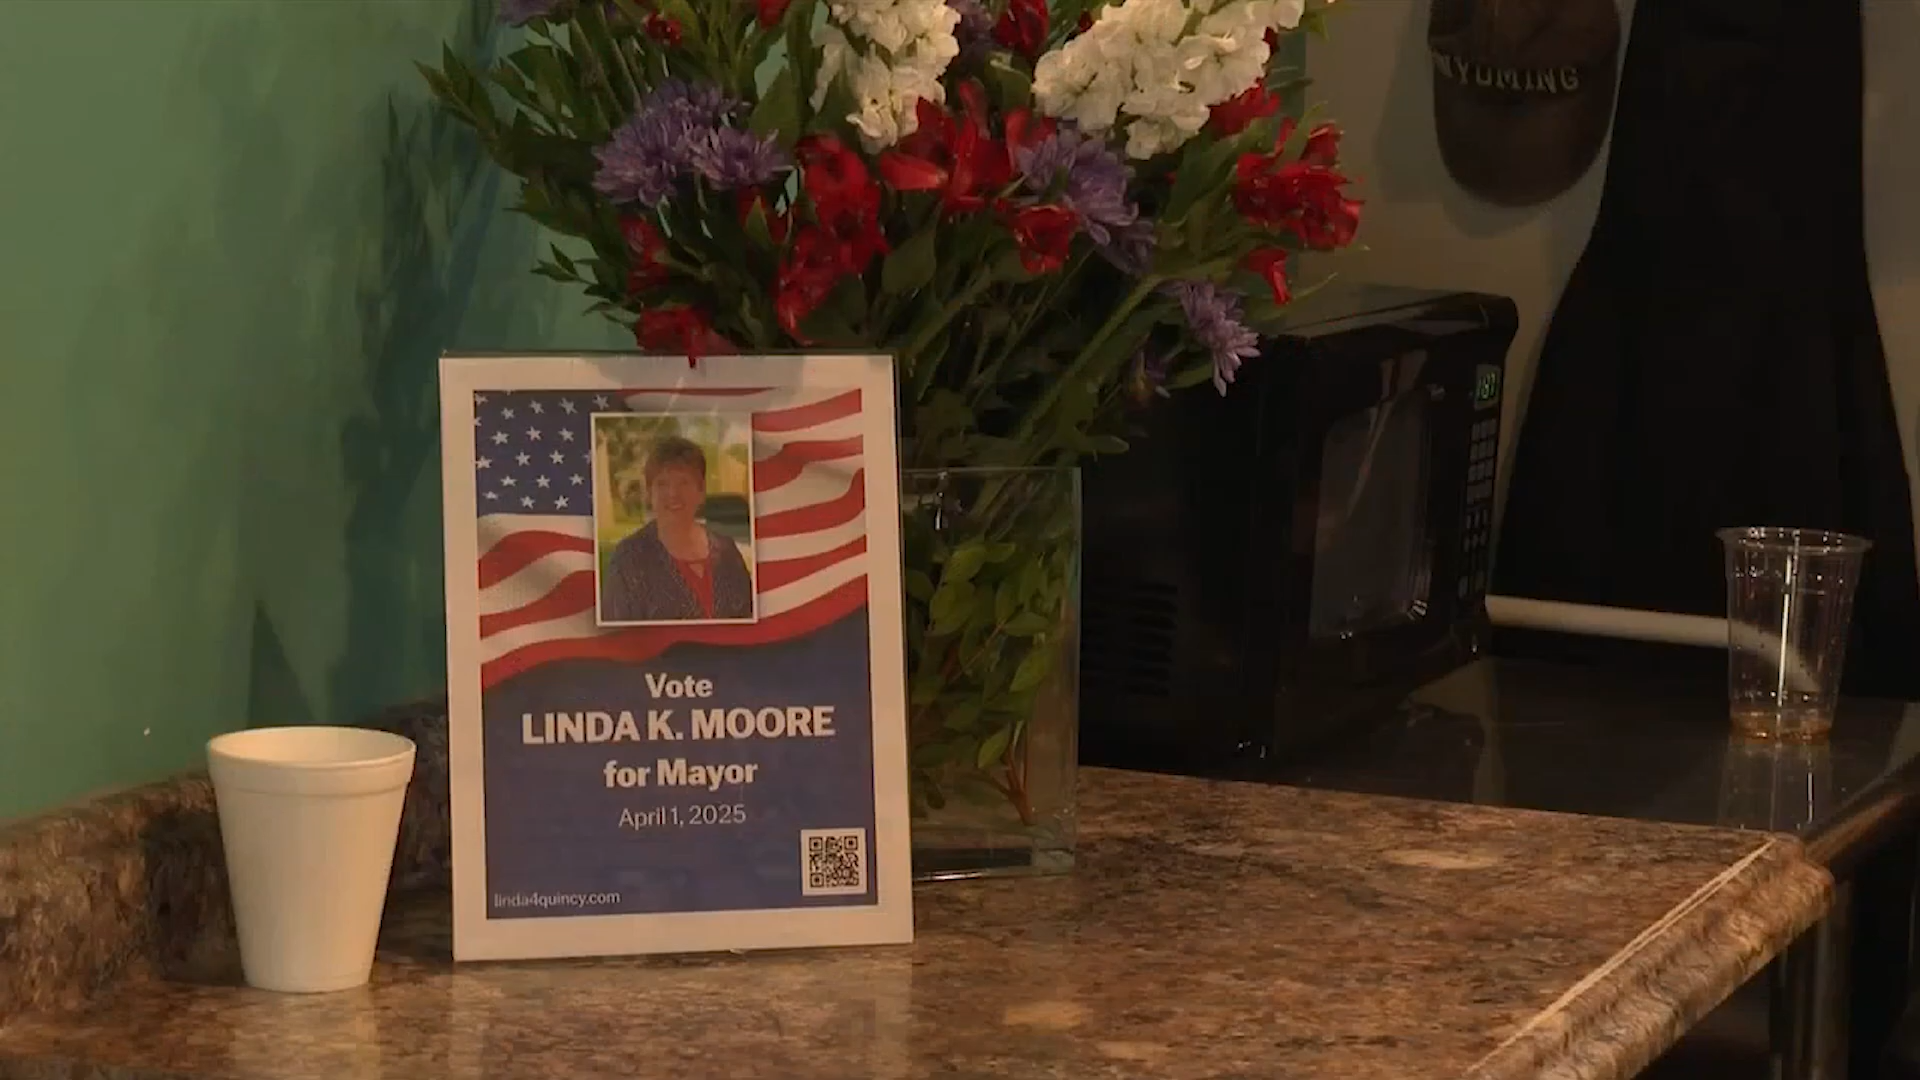 WYOMING
Vote
LINDA K. MOORE
for Mayor
April 1, 2025
linda4quincy.com